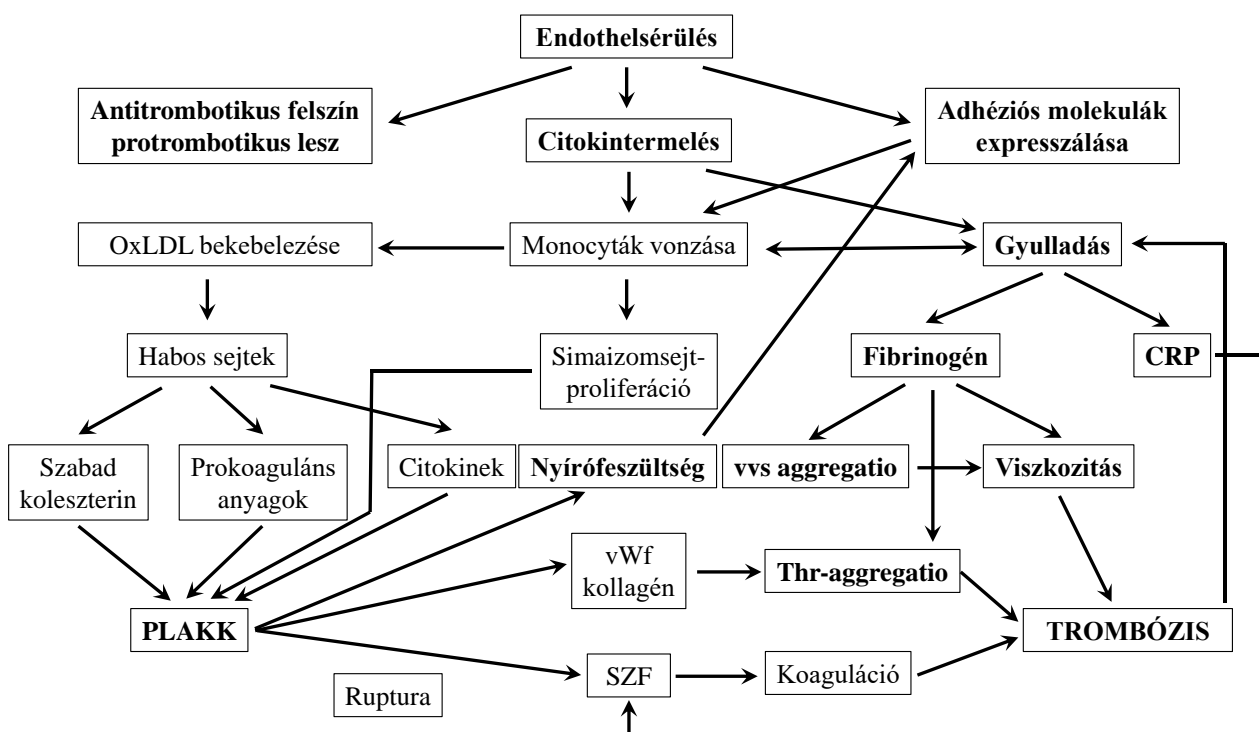 Endothelsérülés
Antitrombotikus felszín
protrombotikus lesz
Citokintermelés
Adhéziós molekulák
expresszálása
OxLDL bekebelezése
Monocyták vonzása
Gyulladás
Habos sejtek
Simaizomsejt-
proliferáció
Fibrinogén
CRP
Szabad
koleszterin
Prokoaguláns
anyagok
Citokinek
Nyírófeszültség
vvs aggregatio
Viszkozitás
vWf
kollagén
Thr-aggregatio
PLAKK
TROMBÓZIS
SZF
Koaguláció
Ruptura